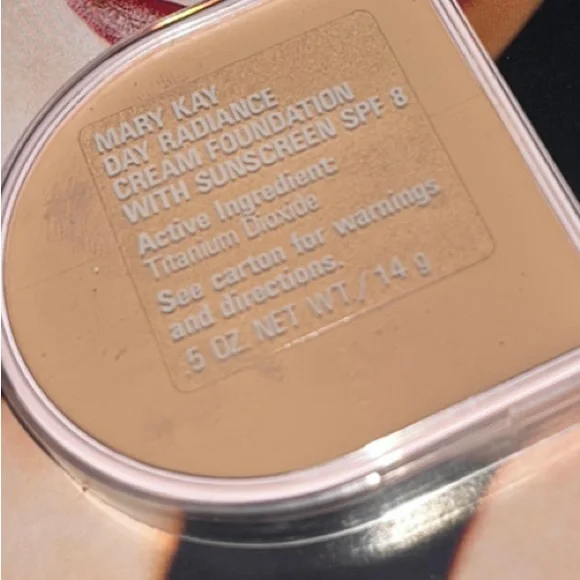 MARY KAY
DAY RADIANCE
CREAM FOUNDATION
WITH SUNSCREEN SPF 8
Active Ingredient:
Titanium Dioxide
See carton for warnings
and directions.
.5 OZ. NET WT./14 g